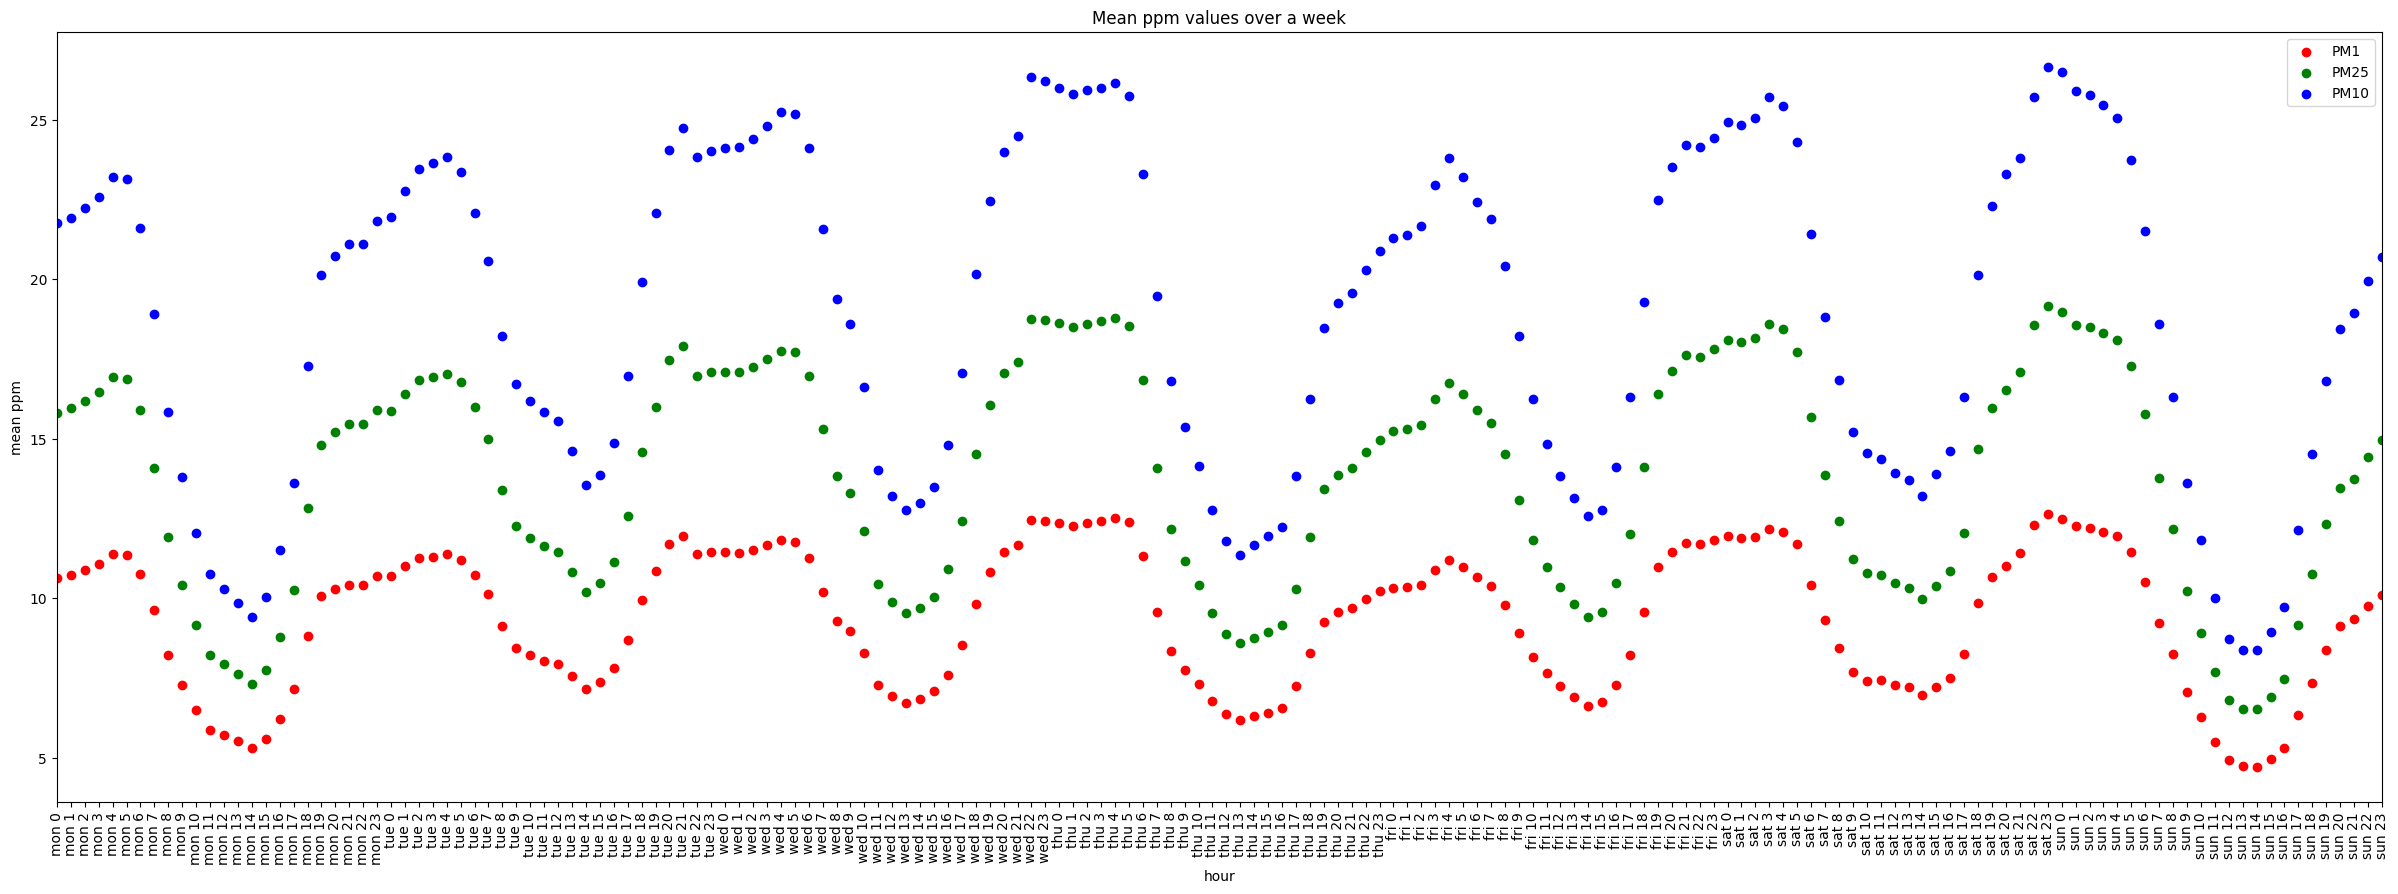 Mean ppm values over a week
PM1
PM25
PM10
mean ppm
25
20
15
10
5
mon 0
mon 1
mon 2
mon 3
mon 4
mon 5
mon 6
mon 7
mon 8
mon 9
mon 10
mon 11
mon 12
mon 13
mon 14
mon 15
mon 16
mon 17
mon 18
mon 19
mon 20
mon 21
mon 22
mon 23
tue 0
tue 1
tue 2
tue 3
tue 4
tue 5
tue 6
tue 7
tue 8
tue 9
tue 10
tue 11
tue 12
tue 13
tue 14
tue 15
tue 16
tue 17
tue 18
tue 19
tue 20
tue 21
tue 22
tue 23
wed 0
wed 1
wed 2
wed 3
wed 4
wed 5
wed 6
wed 7
wed 8
wed 9
wed 10
wed 11
wed 12
wed 13
wed 14
wed 15
wed 16
wed 17
wed 18
wed 19
wed 20
wed 21
wed 22
wed 23
thu 0
thu 1
thu 2
thu 3
thu 4
thu 5
thu 6
thu 7
thu 8
thu 9
thu 10
thu 11
thu 12
thu 13
thu 14
thu 15
thu 16
thu 17
thu 18
thu 19
thu 20
thu 21
thu 22
thu 23
fri 0
fri 1
fri 2
fri 3
fri 4
fri 5
fri 6
fri 7
fri 8
fri 9
fri 10
fri 11
fri 12
fri 13
fri 14
fri 15
fri 16
fri 17
fri 18
fri 19
fri 20
fri 21
fri 22
fri 23
sat 0
sat 1
sat 2
sat 3
sat 4
sat 5
sat 6
sat 7
sat 8
sat 9
sat 10
sat 11
sat 12
sat 13
sat 14
sat 15
sat 16
sat 17
sat 18
sat 19
sat 20
sat 21
sat 22
sat 23
sun 0
sun 1
sun 2
sun 3
sun 4
sun 5
sun 6
sun 7
sun 8
sun 9
sun 10
sun 11
sun 12
sun 13
sun 14
sun 15
sun 16
sun 17
sun 18
sun 19
sun 20
sun 21
sun 22
sun 23
hour